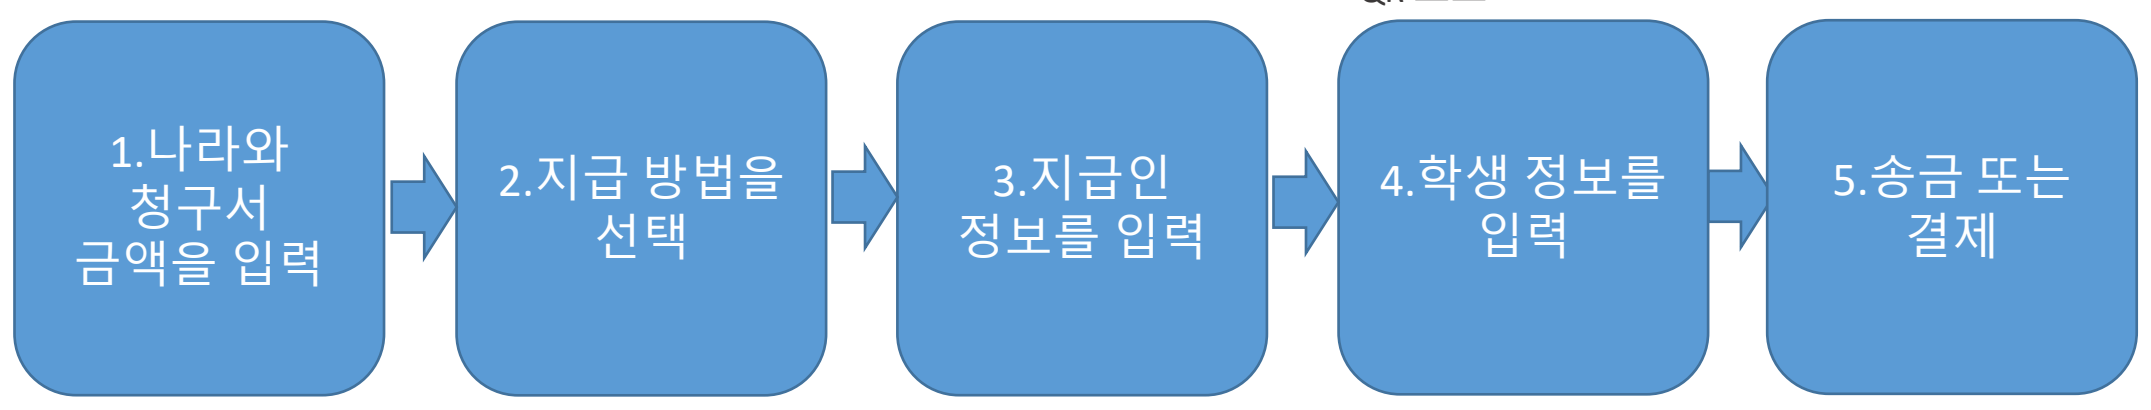 1.나라와
청구서
금액을 입력
2.지급 방법을
선택
3.지급인
정보를 입력
4.학생 정보를
입력
5.송금 또는
결제